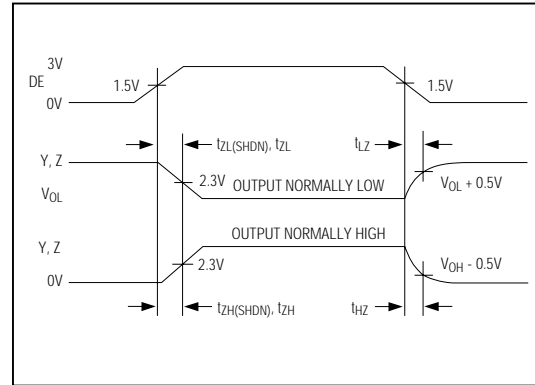 3V
DE
1.5V
1.5V
0V
tZL(SHDN), tZL
tLZ
Y, Z
2.3V
OUTPUT NORMALLY LOW
VOL + 0.5V
VOL
OUTPUT NORMALLY HIGH
Y, Z
2.3V
VOH - 0.5V
0V
tZH(SHDN), tZH
tHZ